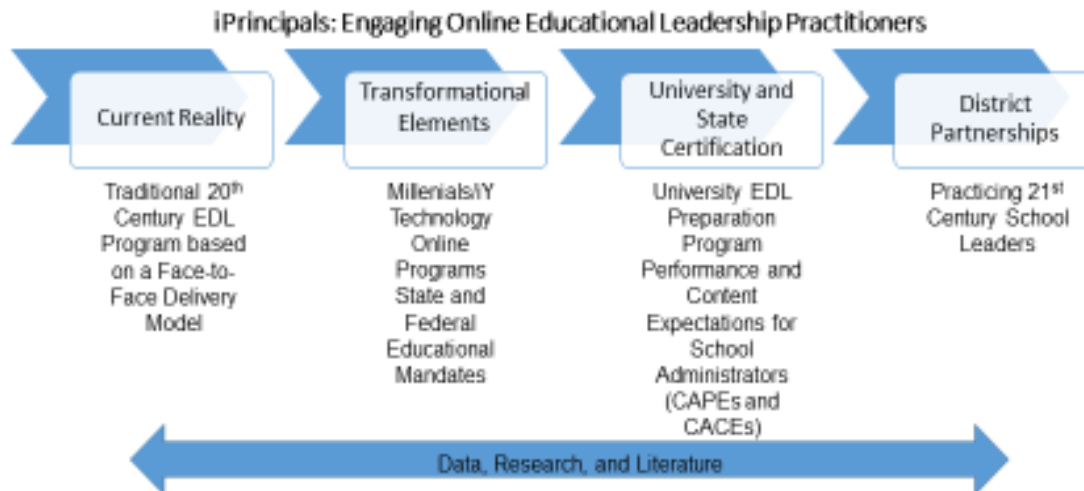 iPrincipals: Engaging Online Educational Leadership Practitioners
Current Reality
Transformational
Elements
University and
State
Certification
District
Partnerships
Traditional 20th
Century EDL
Program based
on a Face-to-
Face Delivery
Model
Millenials/iY
Technology
Online
Programs
State and
Federal
Educational
Mandates
University EDL
Preparation
Program
Performance and
Content
Expectations for
School
Administrators
(CAPEs and
CACEs)
Practicing 21st
Century School
Leaders
Data, Research, and Literature